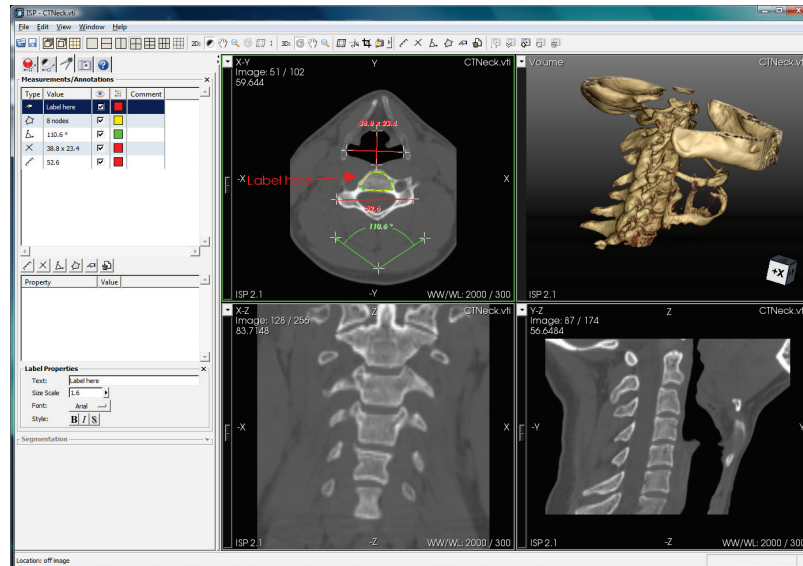 ISP - CTNeck.vti
File Edit View Window Help
2D: 3D:
Measurements/Annotations
Type Value Comment
Label here
8 nodes
110.6 °
38.8 x 23.4
52.6
Property Value
Label Properties
Text: Label here
Size Scale 1.6
Font: Arial
Style: B I S
Segmentation
Location: off image
X-Y Y CTNeck.vti
Image: 51 / 102
59.644
38.8 x 23.4
-X Label here X
52.6
110.6 °
ISP 2.1 -Y WW/WL: 2000 / 300
Volume CTNeck.vti
+X
ISP 2.1
X-Z Z CTNeck.vti
Image: 128 / 256
83.7148
-X X
ISP 2.1 -Z WW/WL: 2000 / 300
Y-Z Z CTNeck.vti
Image: 87 / 174
56.6484
-Y Y
ISP 2.1 -Z WW/WL: 2000 / 300